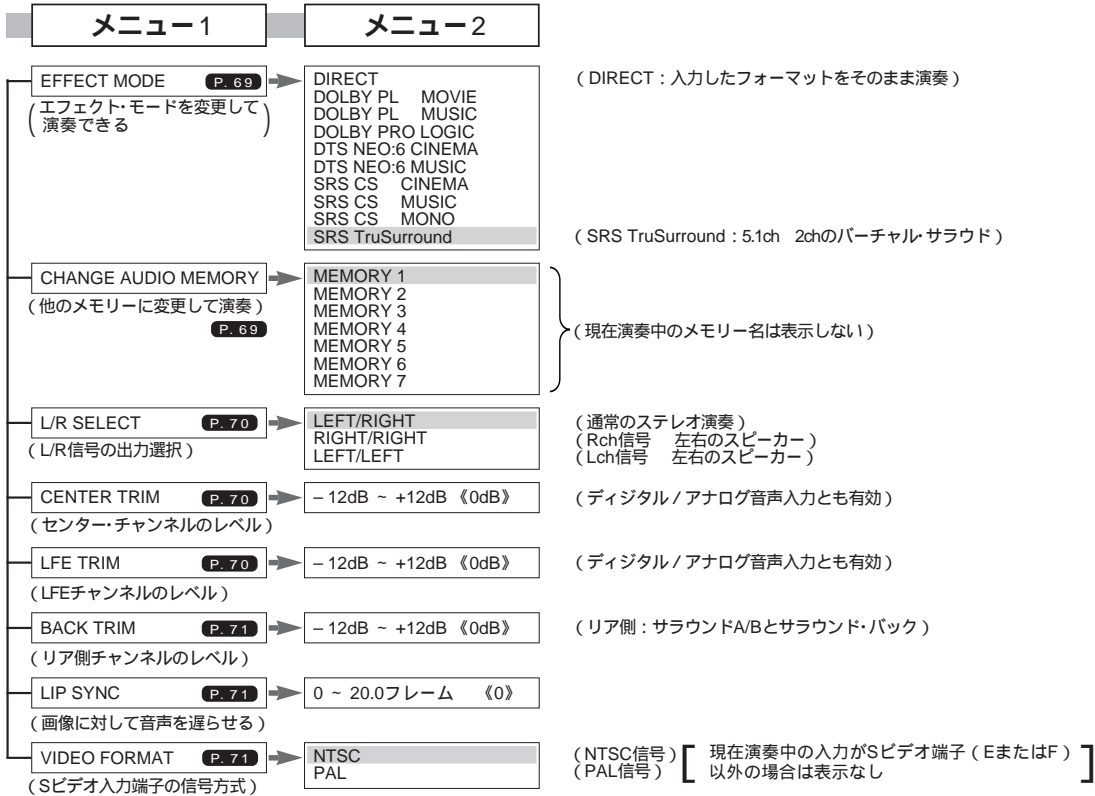 メニュー1 メニュー2
EFFECT MODE P. 69
(エフェクト・モードを変更して
演奏できる)
DIRECT
DOLBY PL MOVIE
DOLBY PL MUSIC
DOLBY PRO LOGIC
DTS NEO:6 CINEMA
DTS NEO:6 MUSIC
SRS CS CINEMA
SRS CS MUSIC
SRS CS MONO
SRS TruSurround
(DIRECT:入力したフォーマットをそのまま演奏)
(SRS TruSurround:5.1ch 2chのバーチャル・サラウド)
CHANGE AUDIO MEMORY
(他のメモリーに変更して演奏)
P. 69
MEMORY 1
MEMORY 2
MEMORY 3
MEMORY 4
MEMORY 5
MEMORY 6
MEMORY 7
(現在演奏中のメモリー名は表示しない)
L/R SELECT P. 70
(L/R信号の出力選択)
LEFT/RIGHT
RIGHT/RIGHT
LEFT/LEFT
(通常のステレオ演奏)
(Rch信号 左右のスピーカー)
(Lch信号 左右のスピーカー)
CENTER TRIM P. 70
(センター・チャンネルのレベル)
– 12dB ~ +12dB 《0dB》
(ディジタル/アナログ音声入力とも有効)
LFE TRIM P. 70
(LFEチャンネルのレベル)
– 12dB ~ +12dB 《0dB》
(ディジタル/アナログ音声入力とも有効)
BACK TRIM P. 71
(リア側チャンネルのレベル)
– 12dB ~ +12dB 《0dB》
(リア側:サラウンドA/Bとサラウンド・バック)
LIP SYNC P. 71
(画像に対して音声を遅らせる)
0 ~ 20.0フレーム 《0》
VIDEO FORMAT P. 71
(Sビデオ入力端子の信号方式)
NTSC
PAL
(NTSC信号)
(PAL信号)
[現在演奏中の入力がSビデオ端子(EまたはF)
以外の場合は表示なし]